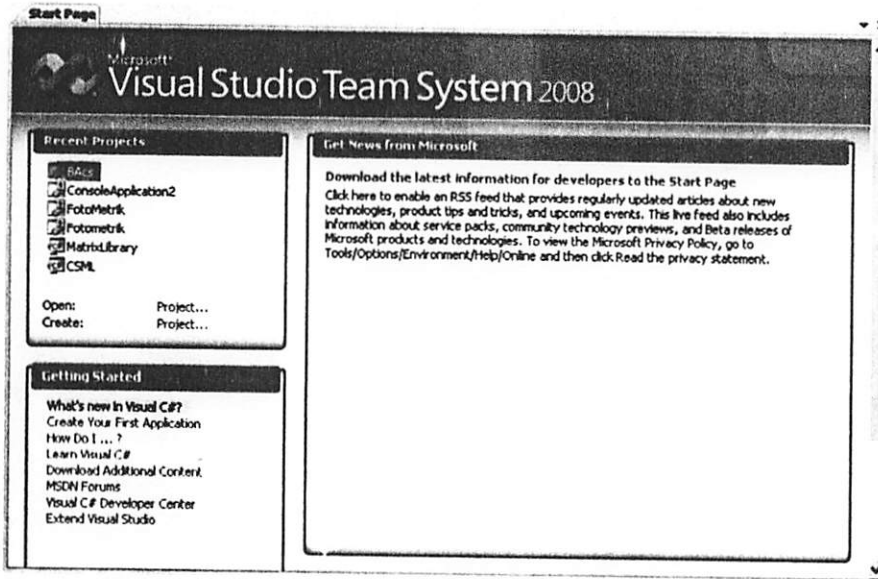 Start Page
Microsoft®
Visual Studio Team System 2008
Recent Projects
BAcs
ConsoleApplication2
FotoMetrik
Fotometrik
MatrixLibrary
CSML
Open: Project...
Create: Project...
Getting Started
What's new in Visual C#?
Create Your First Application
How Do I ... ?
Learn Visual C#
Download Additional Content
MSDN Forums
Visual C# Developer Center
Extend Visual Studio
Get News from Microsoft
Download the latest information for developers to the Start Page
Click here to enable an RSS feed that provides regularly updated articles about new
technologies, product tips and tricks, and upcoming events. This live feed also includes
information about service packs, community technology previews, and Beta releases of
Microsoft products and technologies. To view the Microsoft Privacy Policy, go to
Tools/Options/Environment/Help/Online and then click Read the privacy statement.